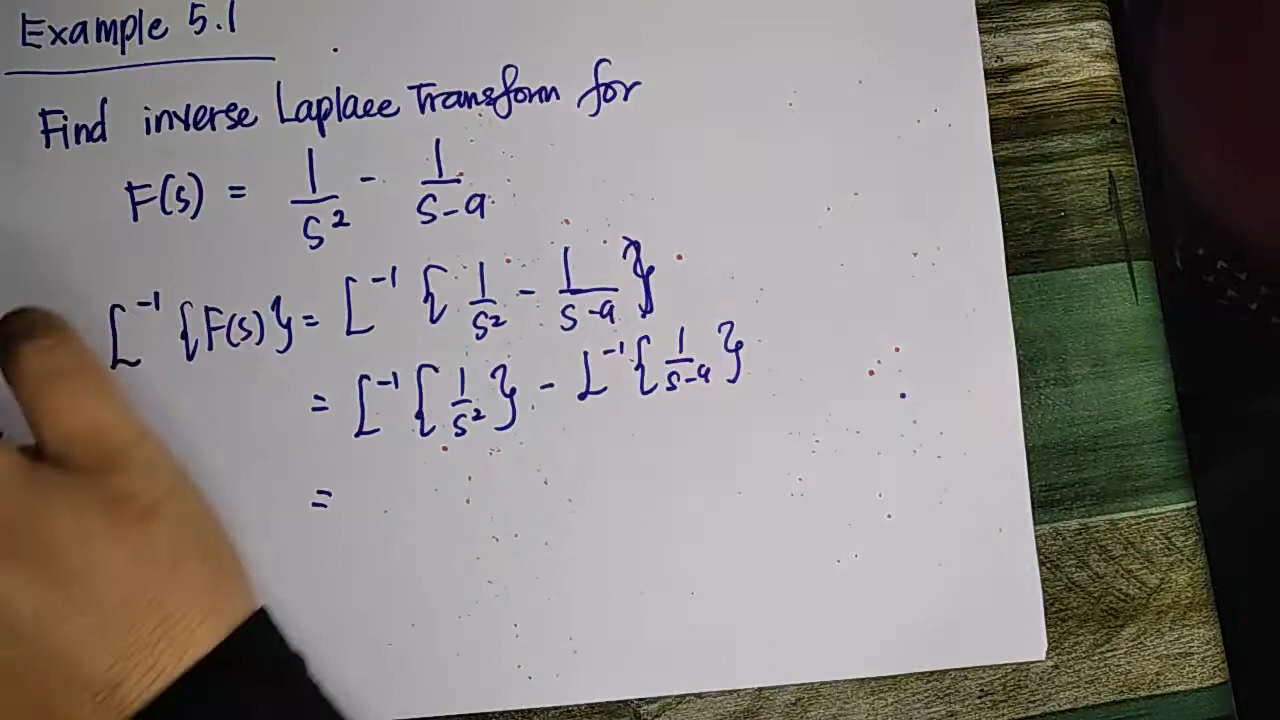 Example 5.1
Find inverse Laplace Transform for
F(s) = 1/s² - 1/s-a
L⁻¹ {F(s)} = L⁻¹ { 1/s² - 1/s-a }
= L⁻¹ { 1/s² } - L⁻¹ { 1/s-a }
=